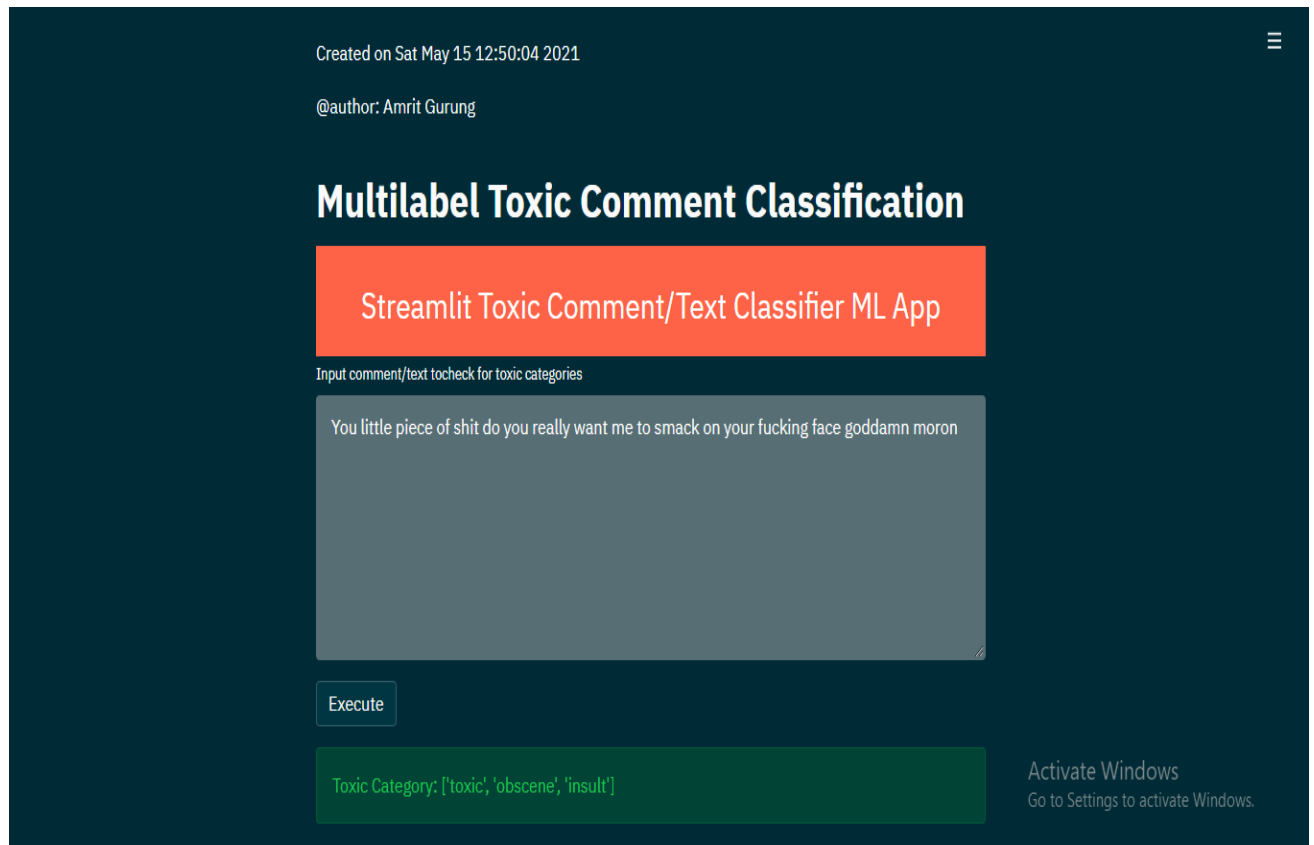 Created on Sat May 15 12:50:04 2021
@author: Amrit Gurung
Multilabel Toxic Comment Classification
Streamlit Toxic Comment/Text Classifier ML App
Input comment/text tocheck for toxic categories
You little piece of shit do you really want me to smack on your fucking face goddamn moron
Execute
Toxic Category: ['toxic', 'obscene', 'insult']
Activate Windows
Go to Settings to activate Windows.